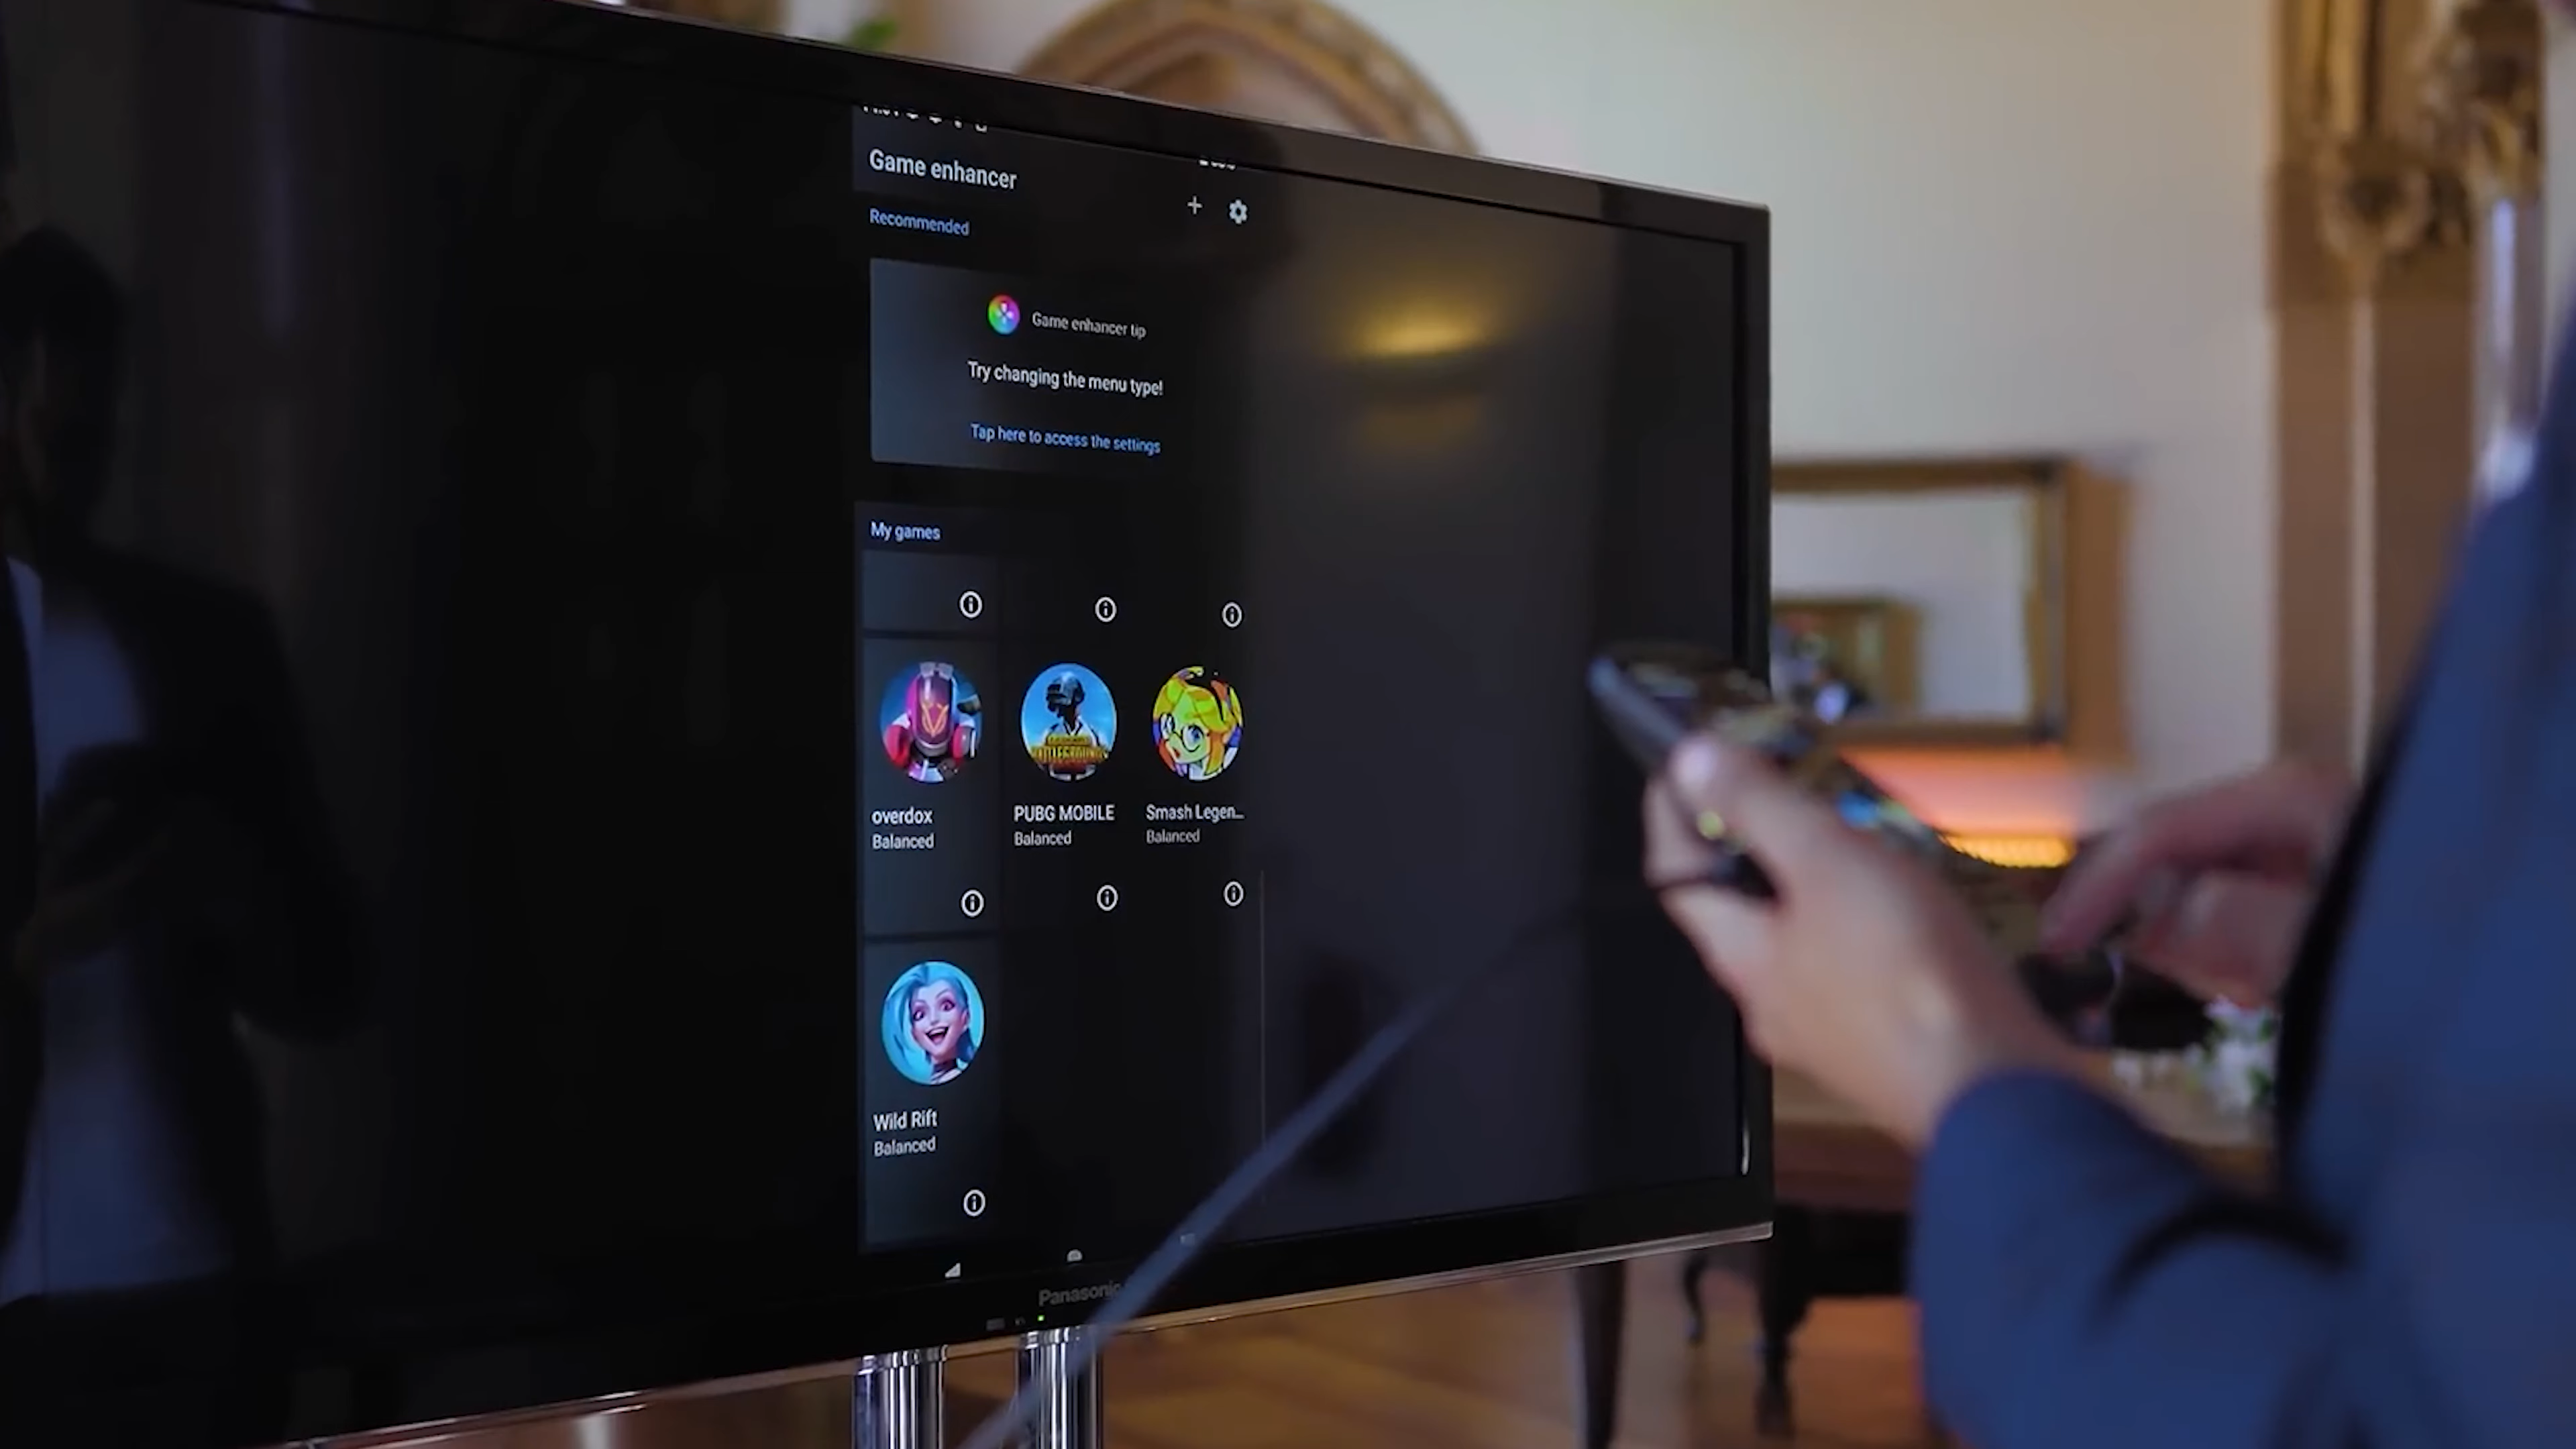 Game enhancer
Recommended
Game enhancer tip
Try changing the menu type!
Tap here to access the settings
My games
overdox
Balanced
PUBG MOBILE
Balanced
Smash Legen...
Balanced
Wild Rift
Balanced
Panasonic